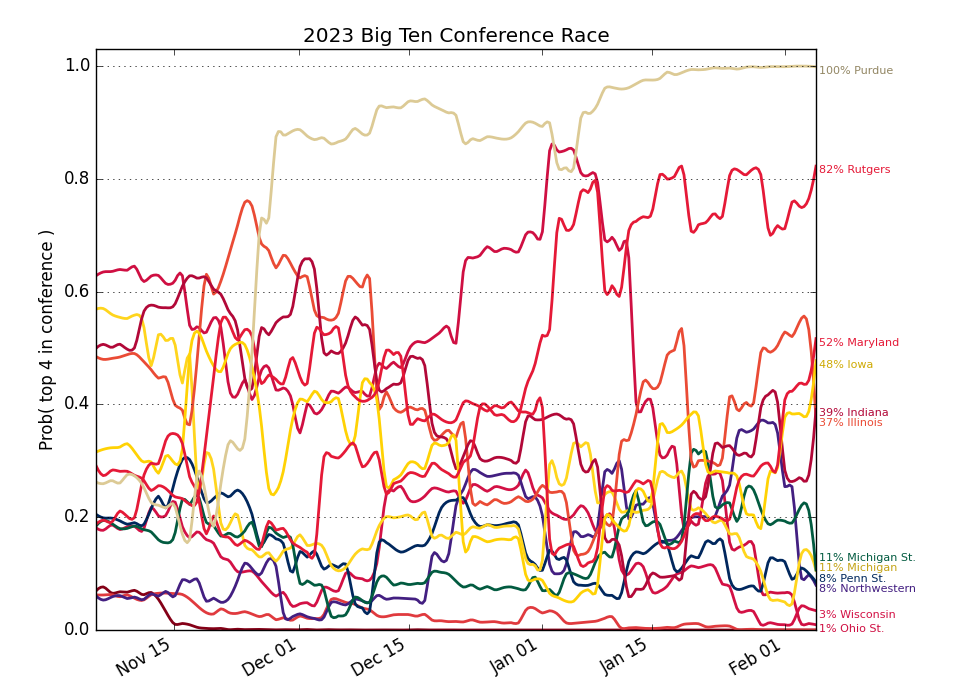 2023 Big Ten Conference Race
Prob( top 4 in conference )
1.0
0.8
0.6
0.4
0.2
0.0
Nov 15
Dec 01
Dec 15
Jan 01
Jan 15
Feb 01
100% Purdue
82% Rutgers
52% Maryland
48% Iowa
39% Indiana
37% Illinois
11% Michigan St.
11% Michigan
8% Penn St.
8% Northwestern
3% Wisconsin
1% Ohio St.